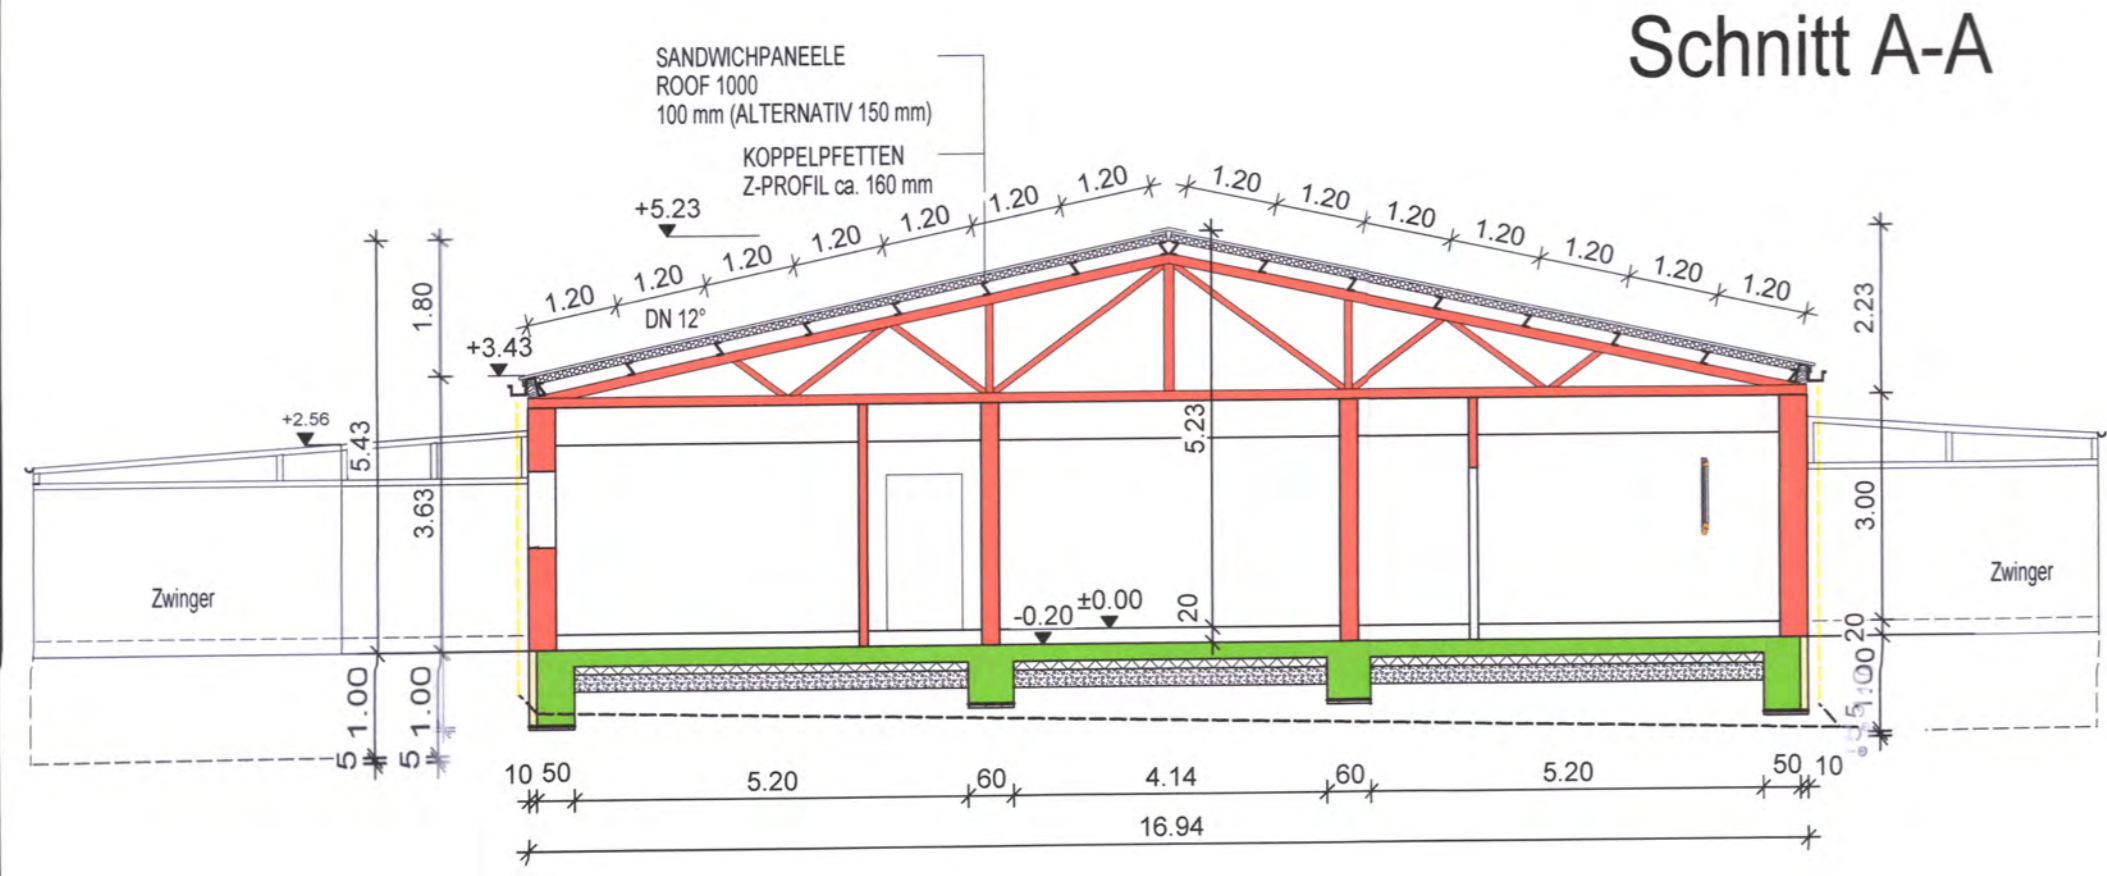 Schnitt A-A
SANDWICHPANEELE
ROOF 1000
100 mm (ALTERNATIV 150 mm)
KOPPELPFETTEN
Z-PROFIL ca. 160 mm
+5.23
1.20 1.20 1.20 1.20 1.20 1.20 1.20
1.20 1.20 1.20 1.20 1.20 1.20 1.20
DN 12°
+3.43
+2.56
1.80
5.43
3.63
5.23
2.23
3.00
Zwinger
Zwinger
-0.20
±0.00
20
20
1.00
1.00
5
5
5
10 50 5.20 60 4.14 60 5.20 50 10
16.94